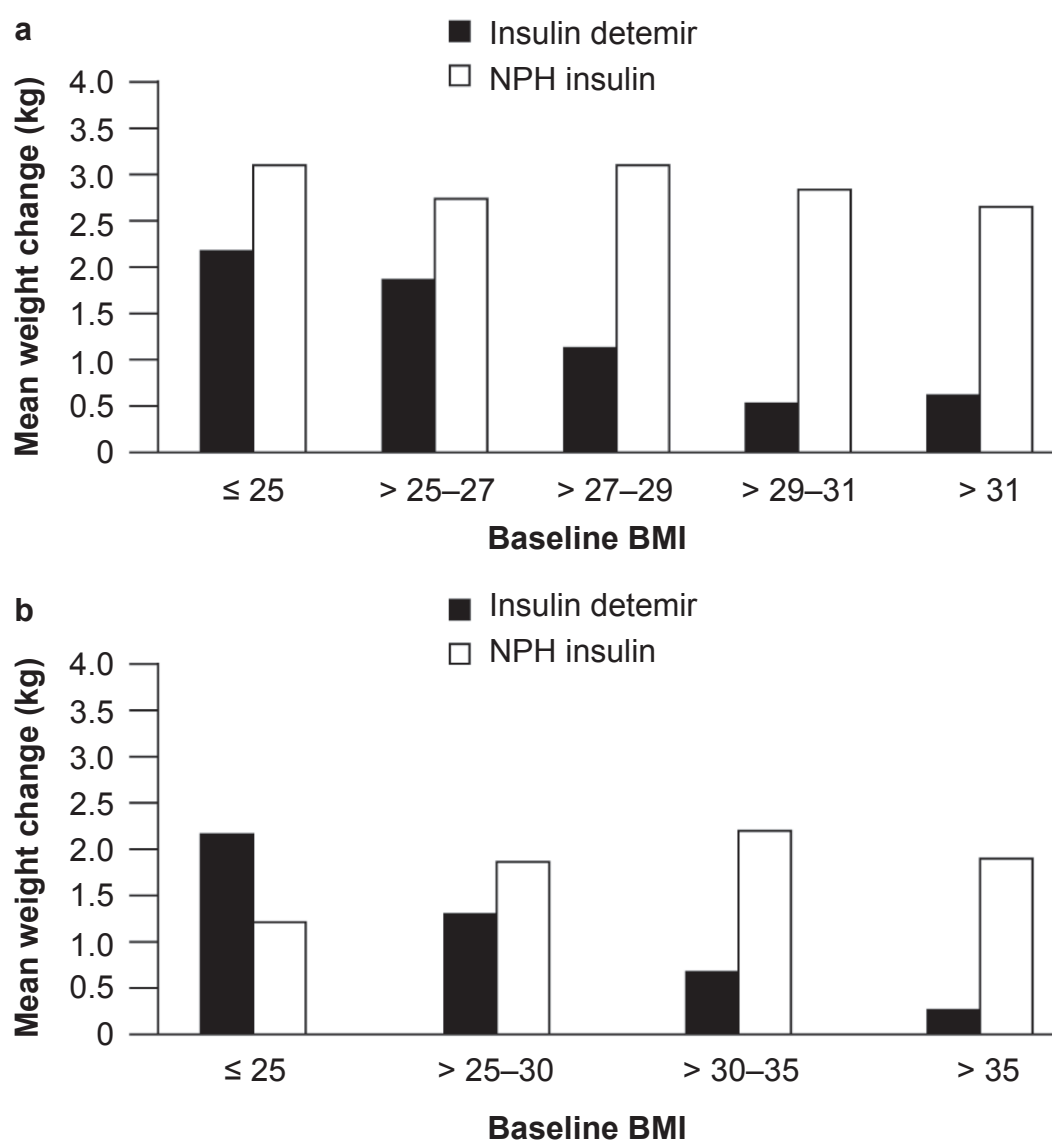 a
Insulin detemir
NPH insulin
Mean weight change (kg)
4.0
3.5
3.0
2.5
2.0
1.5
1.0
0.5
0
≤ 25 > 25–27 > 27–29 > 29–31 > 31
Baseline BMI
b
Insulin detemir
NPH insulin
Mean weight change (kg)
4.0
3.5
3.0
2.5
2.0
1.5
1.0
0.5
0
≤ 25 > 25–30 > 30–35 > 35
Baseline BMI